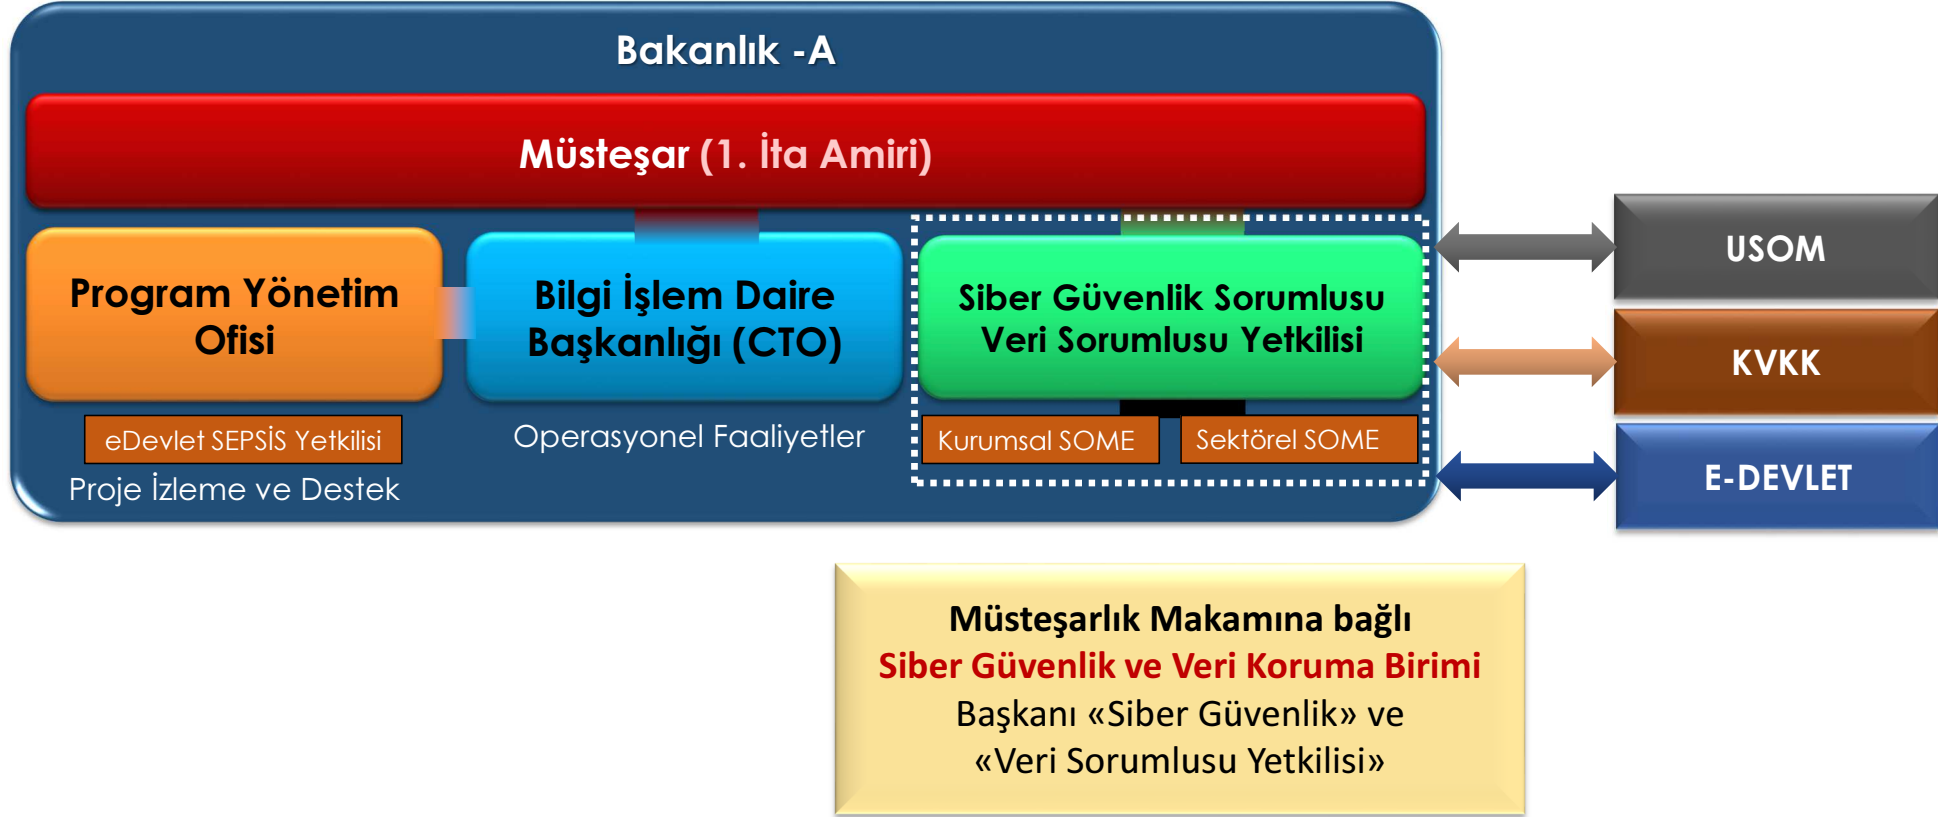 Bakanlık -A
Müsteşar (1. İta Amiri)
Program Yönetim
Ofisi
Bilgi İşlem Daire
Başkanlığı (CTO)
Siber Güvenlik Sorumlusu
Veri Sorumlusu Yetkilisi
eDevlet SEPSİS Yetkilisi
Proje İzleme ve Destek
Operasyonel Faaliyetler
Kurumsal SOME
Sektörel SOME
USOM
KVKK
E-DEVLET
Müsteşarlık Makamına bağlı
Siber Güvenlik ve Veri Koruma Birimi
Başkanı «Siber Güvenlik» ve
«Veri Sorumlusu Yetkilisi»